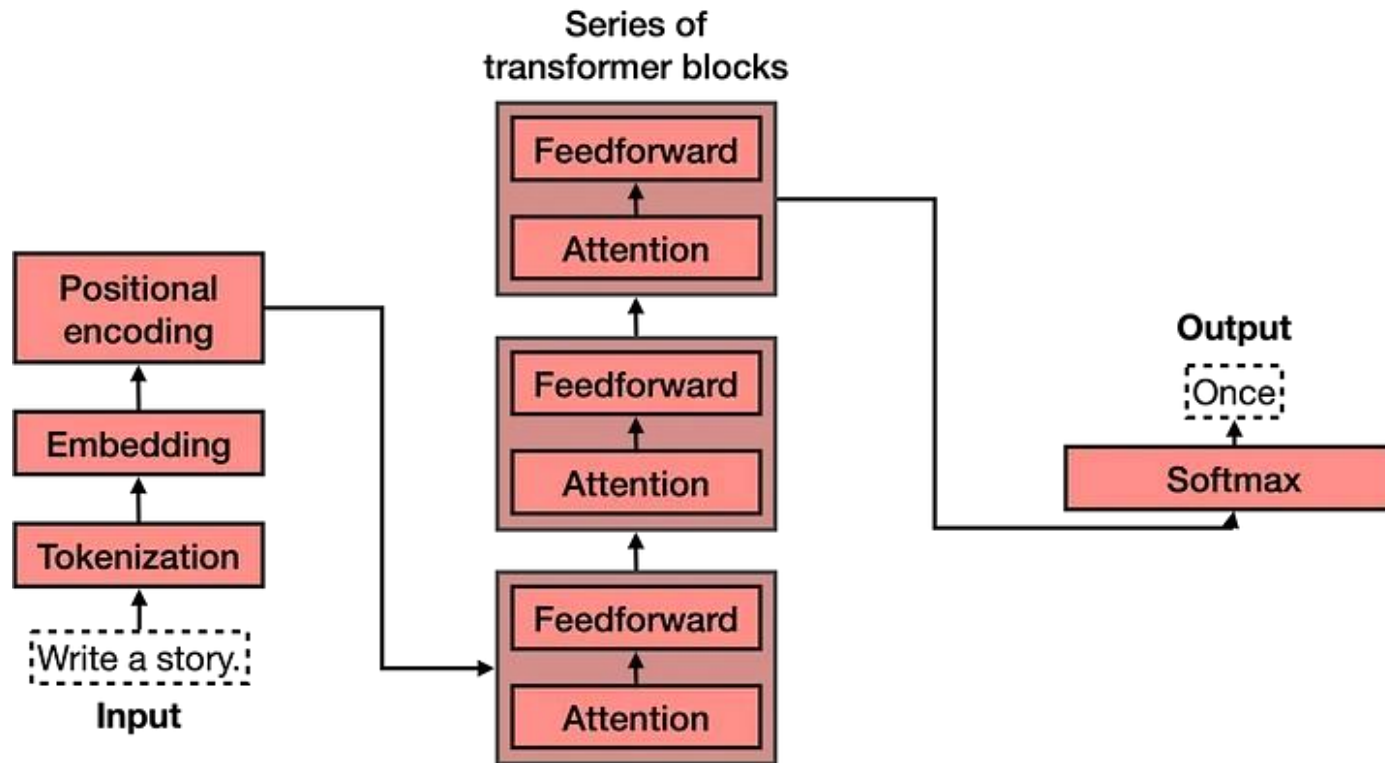 Series of
transformer blocks
Feedforward
Attention
Positional
encoding
Feedforward
Attention
Output
Once
Embedding
Softmax
Tokenization
Feedforward
Write a story.
Attention
Input